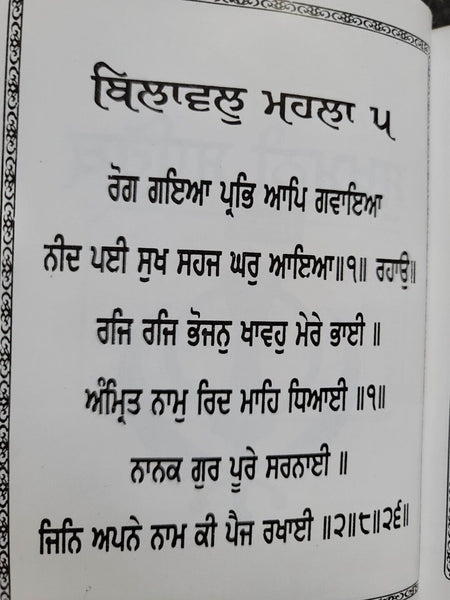 ਬਿਲਾਵਲੁ ਮਹਲਾ ੫
ਰੋਗ ਗਇਆ ਪ੍ਰਭਿ ਆਪਿ ਗਵਾਇਆ
ਨੀਦ ਪਈ ਸੁਖ ਸਹਜ ਘਰੁ ਆਇਆ॥੧॥ ਰਹਾਉ॥
ਰਜਿ ਰਜਿ ਭੋਜਨੁ ਖਾਵਹੁ ਮੇਰੇ ਭਾਈ ॥
ਅੰਮ੍ਰਿਤ ਨਾਮੁ ਰਿਦ ਮਾਹਿ ਧਿਆਈ ॥੧॥
ਨਾਨਕ ਗੁਰ ਪੂਰੇ ਸਰਨਾਈ ॥
ਜਿਨਿ ਅਪਨੇ ਨਾਮ ਕੀ ਪੈਜ ਰਖਾਈ ॥੨॥੮॥੨੬॥